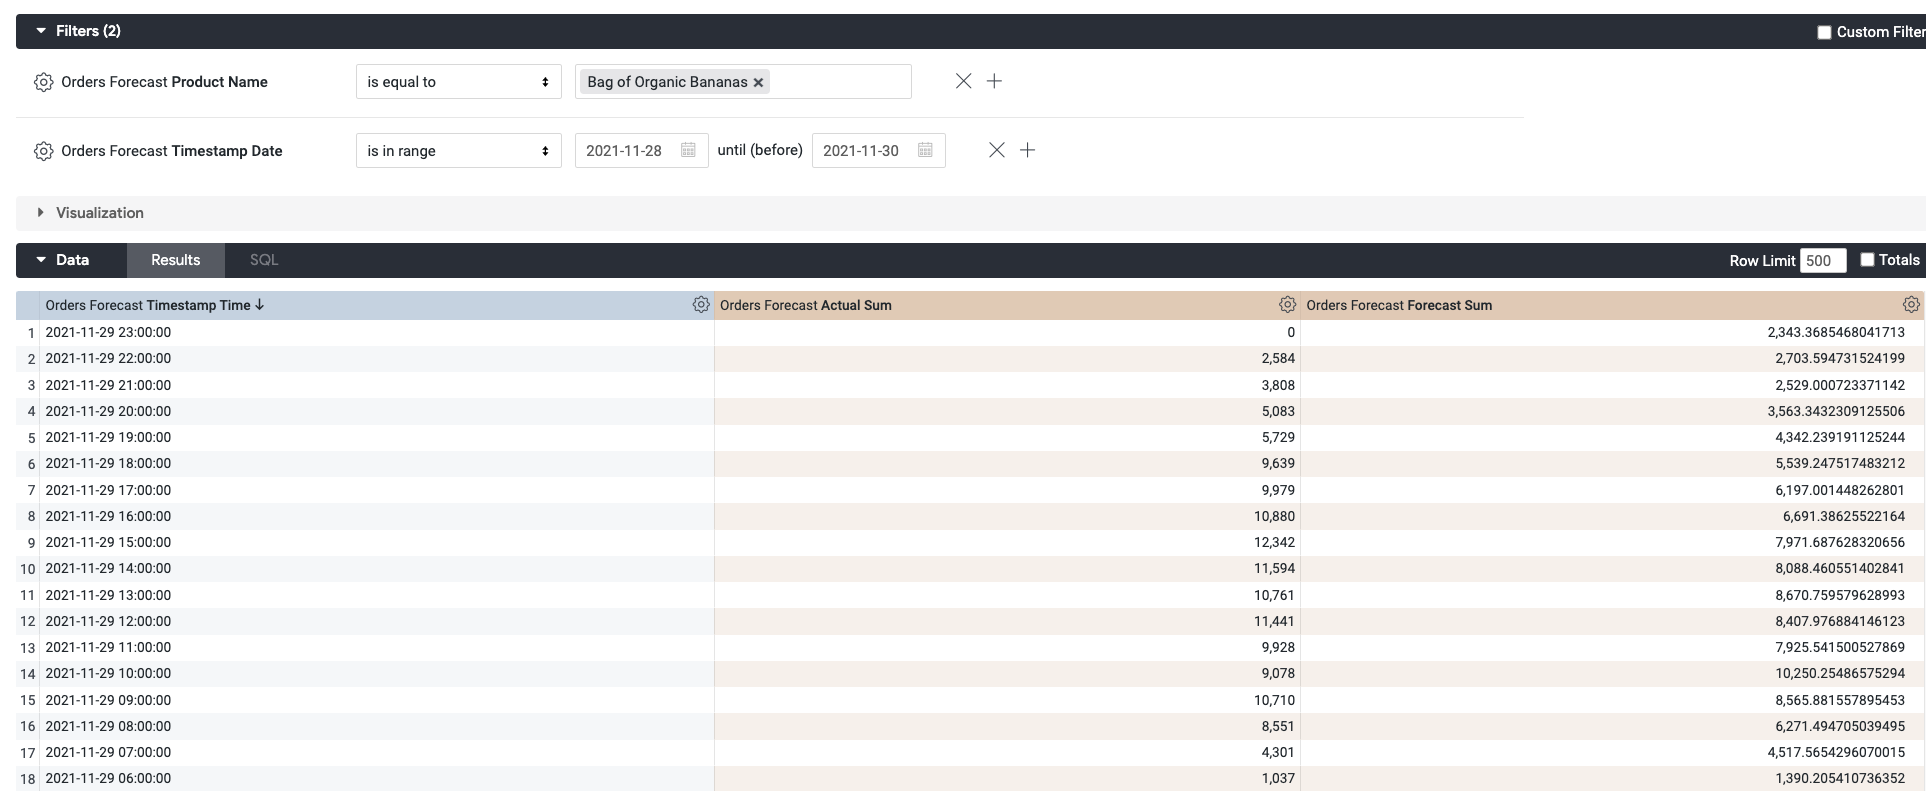 Filters (2) Custom Filter
Orders Forecast Product Name is equal to Bag of Organic Bananas
Orders Forecast Timestamp Date is in range 2021-11-28 until (before) 2021-11-30
Visualization
Data Results SQL Row Limit 500 Totals
Orders Forecast Timestamp Time Orders Forecast Actual Sum Orders Forecast Forecast Sum
1 2021-11-29 23:00:00 0 2,343.3685468041713
2 2021-11-29 22:00:00 2,584 2,703.594731524199
3 2021-11-29 21:00:00 3,808 2,529.000723371142
4 2021-11-29 20:00:00 5,083 3,563.3432309125506
5 2021-11-29 19:00:00 5,729 4,342.239191125244
6 2021-11-29 18:00:00 9,639 5,539.247517483212
7 2021-11-29 17:00:00 9,979 6,197.001448262801
8 2021-11-29 16:00:00 10,880 6,691.38625522164
9 2021-11-29 15:00:00 12,342 7,971.687628320656
10 2021-11-29 14:00:00 11,594 8,088.460551402841
11 2021-11-29 13:00:00 10,761 8,670.759579628993
12 2021-11-29 12:00:00 11,441 8,407.976884146123
13 2021-11-29 11:00:00 9,928 7,925.541500527869
14 2021-11-29 10:00:00 9,078 10,250.25486575294
15 2021-11-29 09:00:00 10,710 8,565.881557895453
16 2021-11-29 08:00:00 8,551 6,271.494705039495
17 2021-11-29 07:00:00 4,301 4,517.5654296070015
18 2021-11-29 06:00:00 1,037 1,390.205410736352